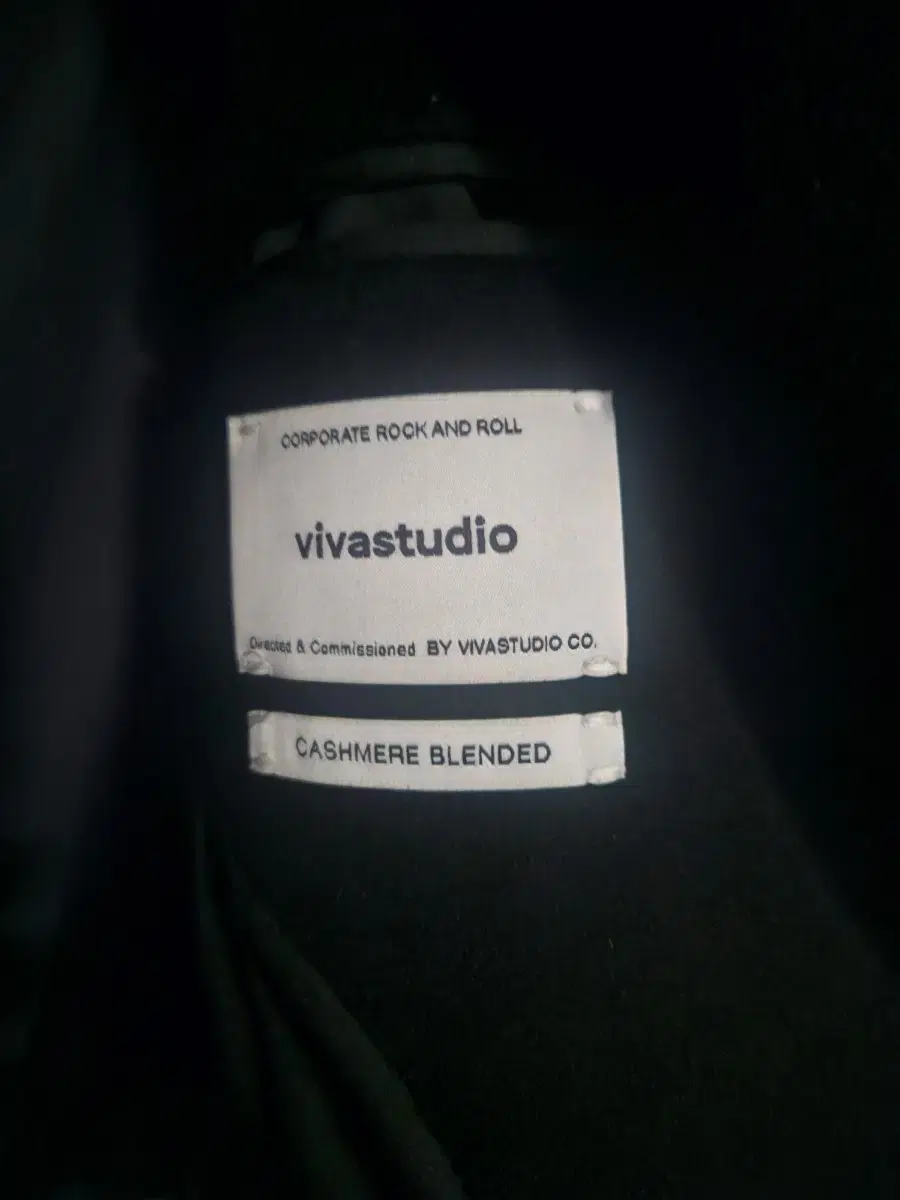 CORPORATE ROCK AND ROLL
vivastudio
Directed & Commissioned BY VIVASTUDIO CO.
CASHMERE BLENDED